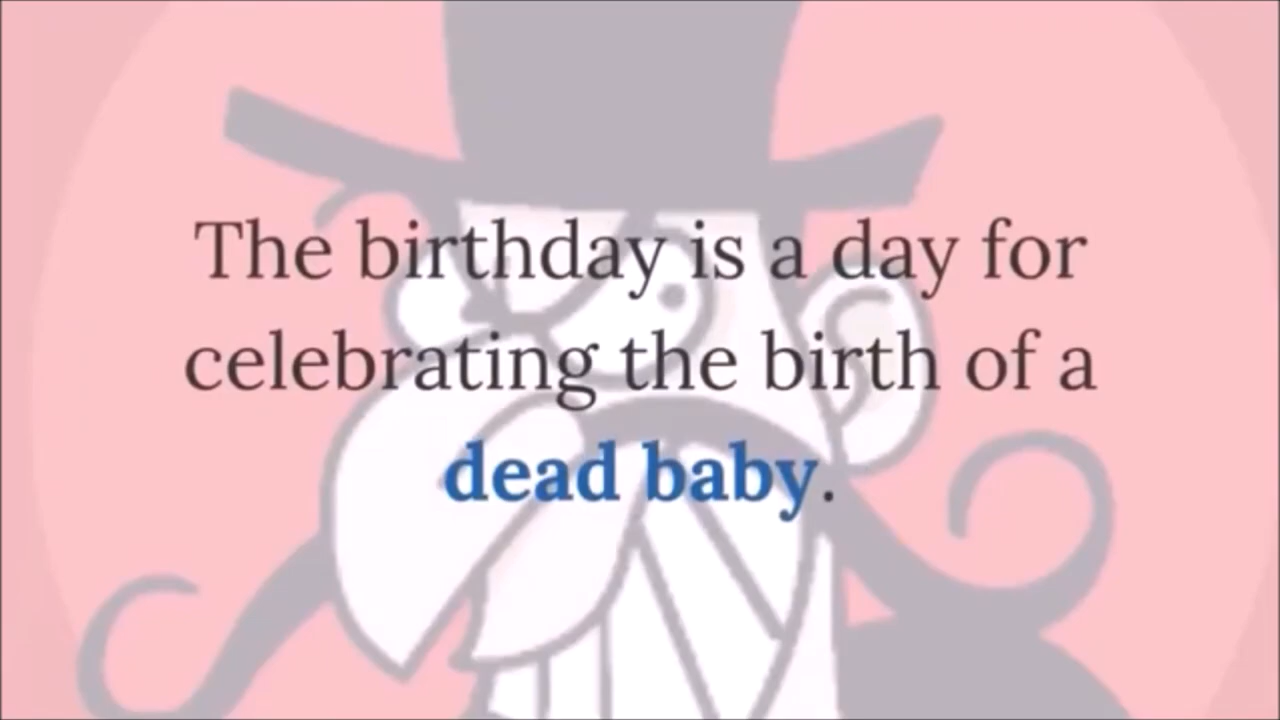 The birthday is a day for
celebrating the birth of a
dead baby.